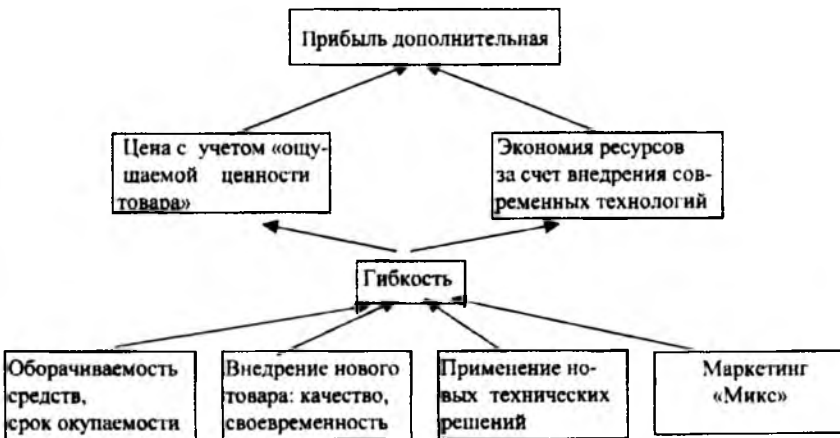 Прибыль дополнительная
Цена с учетом «ощу-
щаемой ценности
товара»
Экономия ресурсов
за счет внедрения сов-
ременных технологий
Гибкость
Оборачиваемость
средств,
срок окупаемости
Внедрение нового
товара: качество,
своевременность
Применение но-
вых технических
решений
Маркетинг
«Микс»